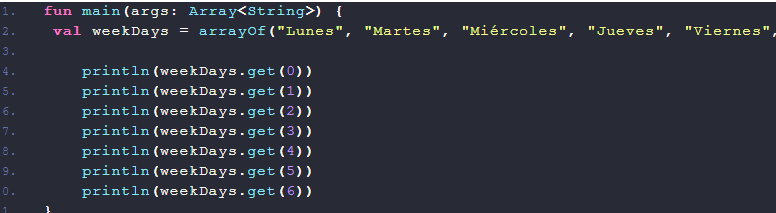 1. fun main(args: Array<String>) {
2. val weekDays = arrayOf("Lunes", "Martes", "Miércoles", "Jueves", "Viernes",
3.
4. println(weekDays.get(0))
5. println(weekDays.get(1))
6. println(weekDays.get(2))
7. println(weekDays.get(3))
8. println(weekDays.get(4))
9. println(weekDays.get(5))
0. println(weekDays.get(6))
1. }